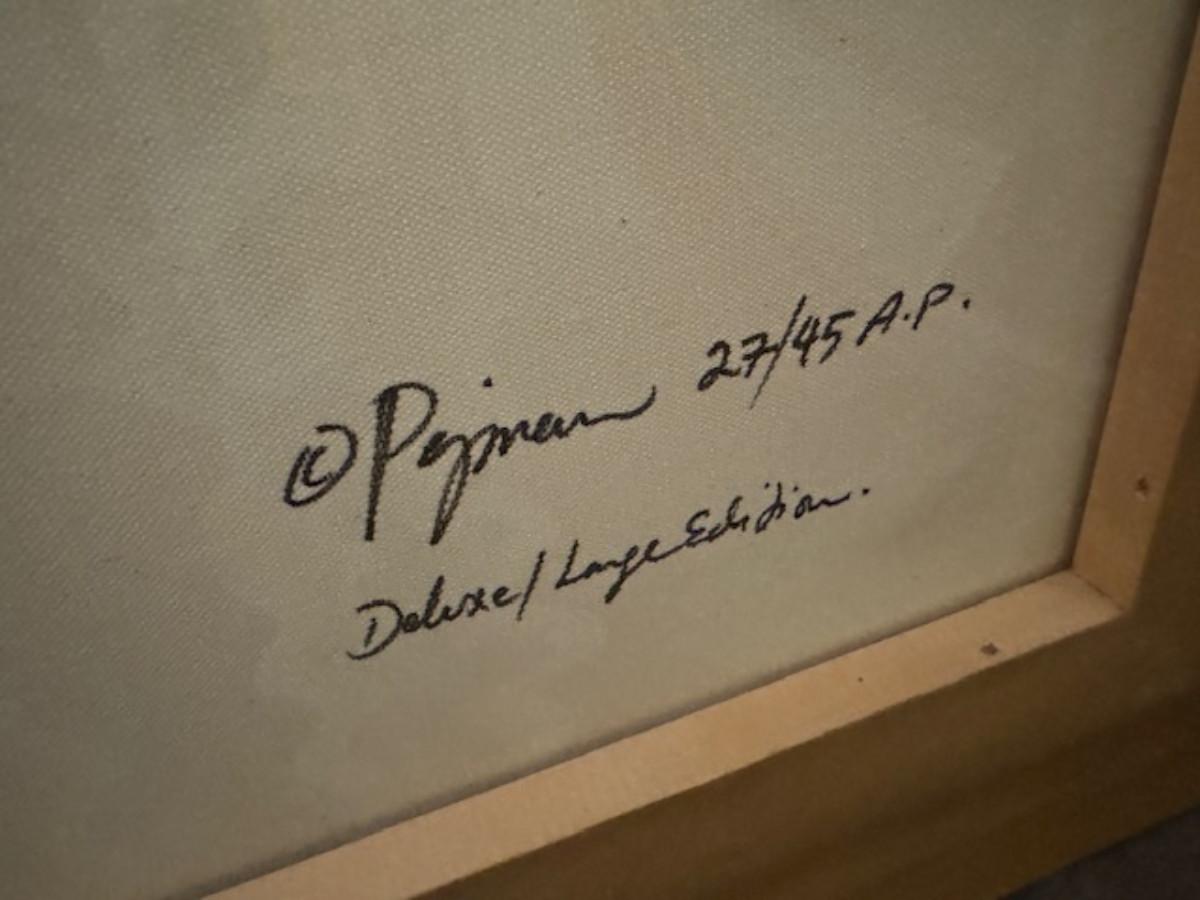 © Pejman 27/45 A.P.
Deluxe/Large Edition.